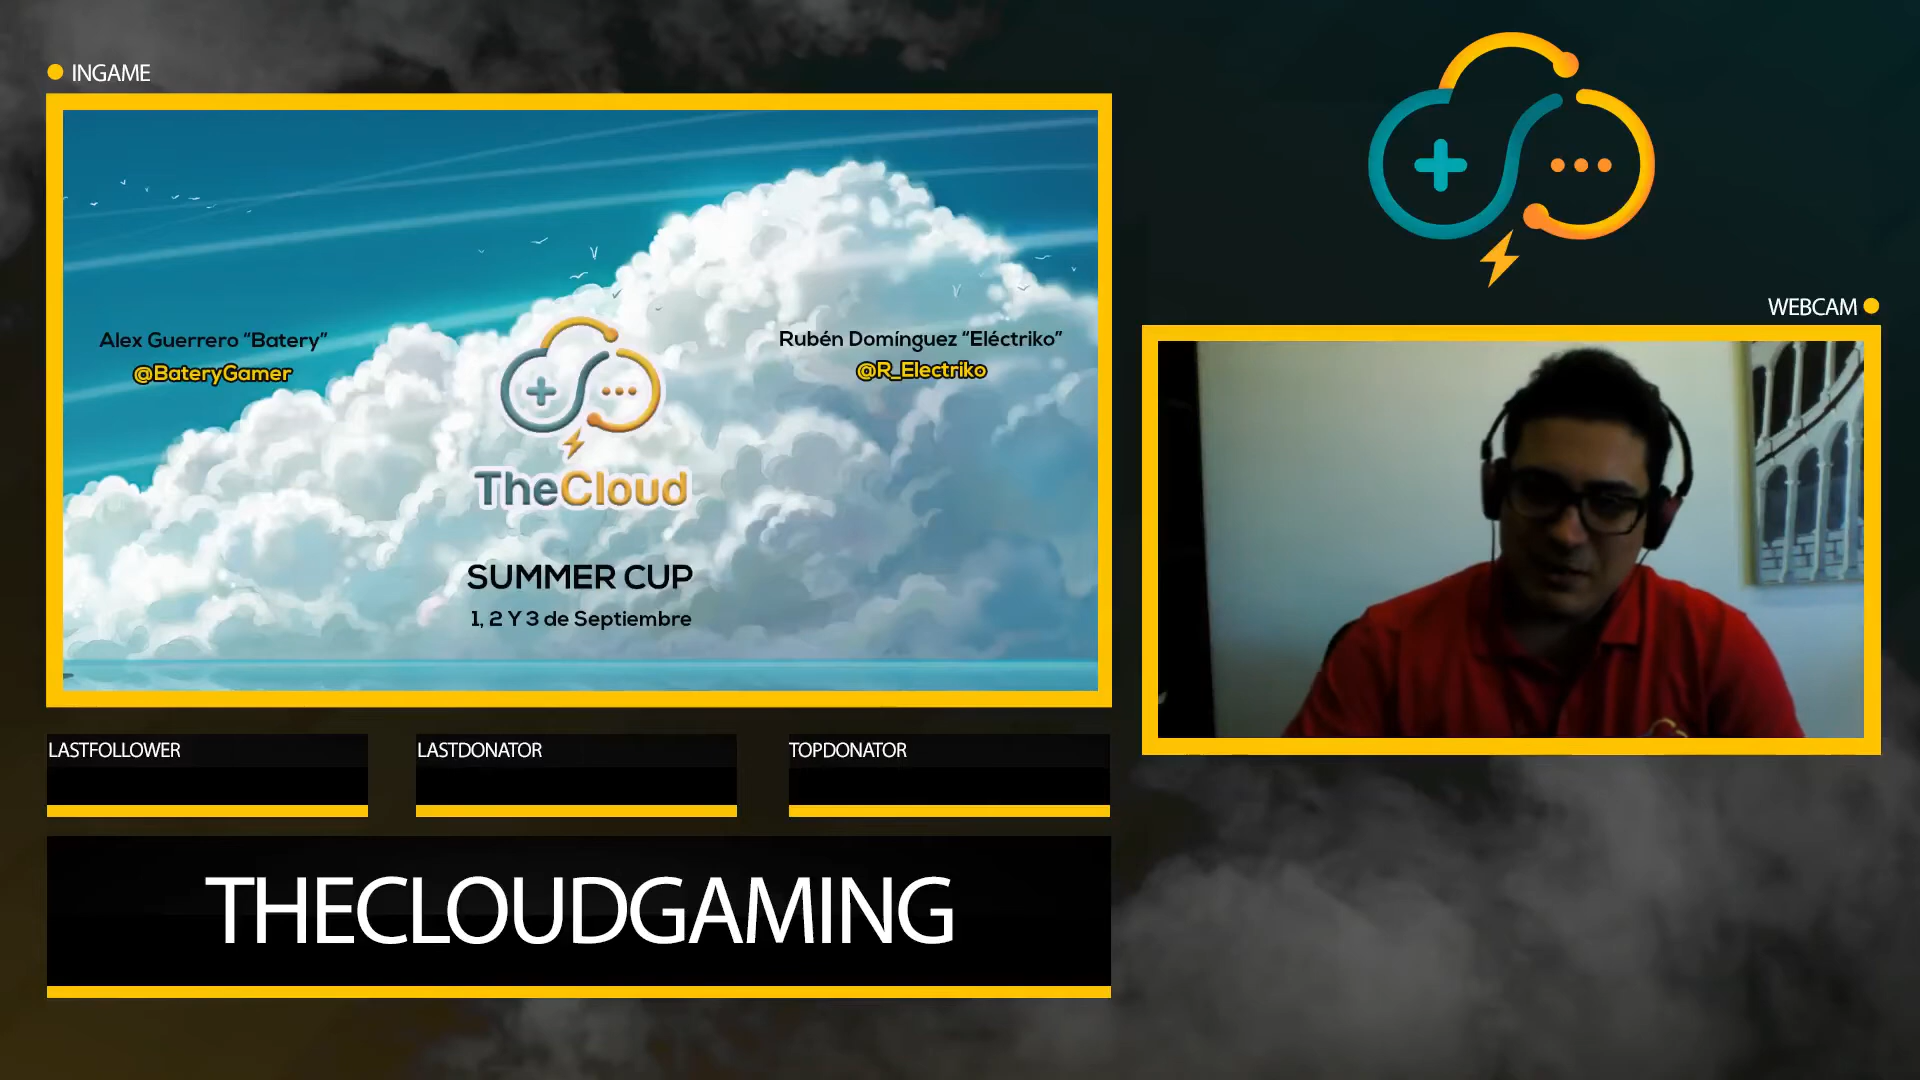 INGAME
Alex Guerrero “Batery”
@BateryGamer
Rubén Domínguez “Eléctriko”
@R_Electriko
TheCloud
SUMMER CUP
1, 2 Y 3 de Septiembre
WEBCAM
LASTFOLLOWER
LASTDONATOR
TOPDONATOR
THECLOUDGAMING